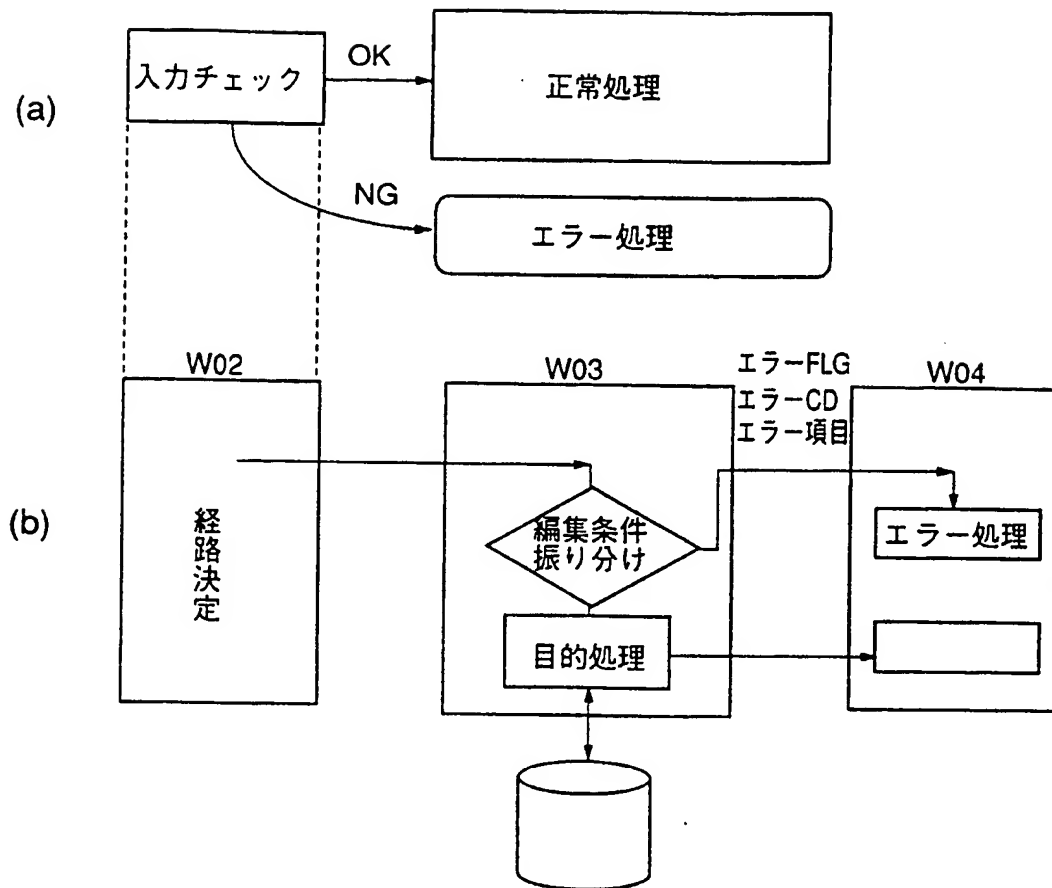 (a)
入力チェック
OK
正常処理
NG
エラー処理
(b)
W02
経路決定
W03
編集条件
振り分け
目的処理
エラーFLG
エラーCD
エラー項目
W04
エラー処理